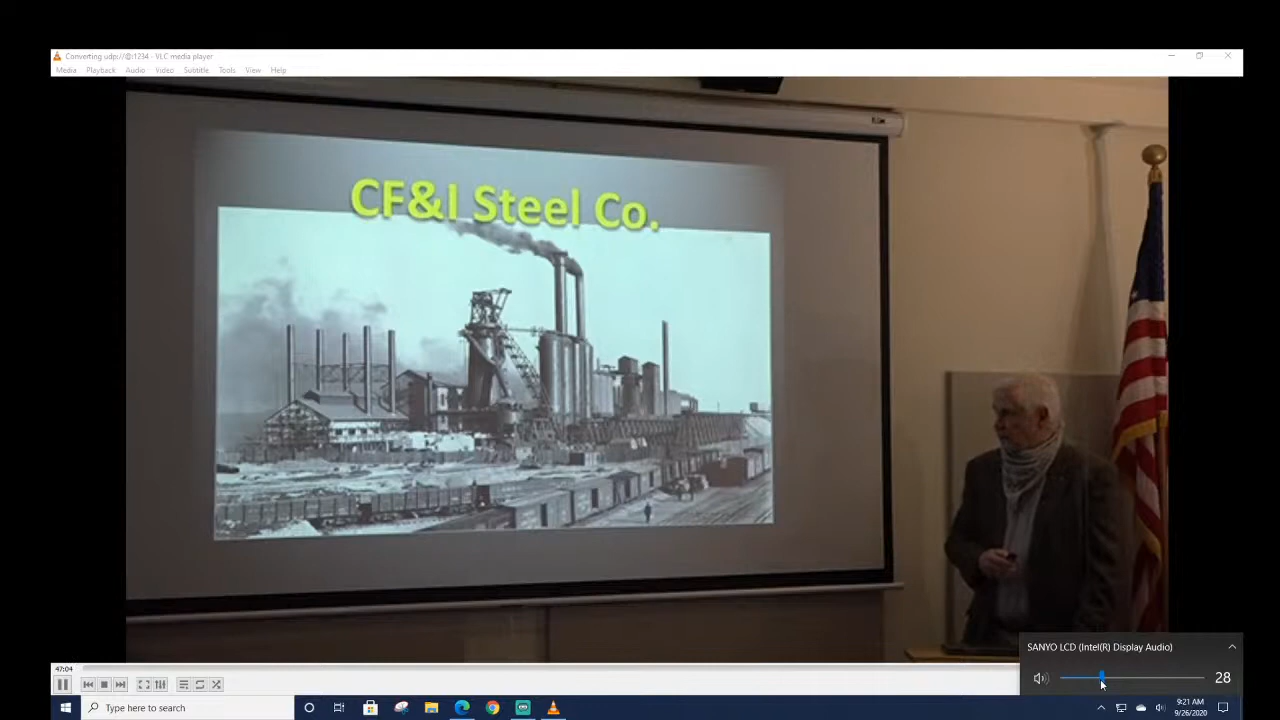 Converting udp://@:1234 - VLC media player
Media Playback Audio Video Subtitle Tools View Help
CF&I Steel Co.
SANYO LCD (Intel(R) Display Audio)
47:04
28
Type here to search
9:21 AM
9/26/2020